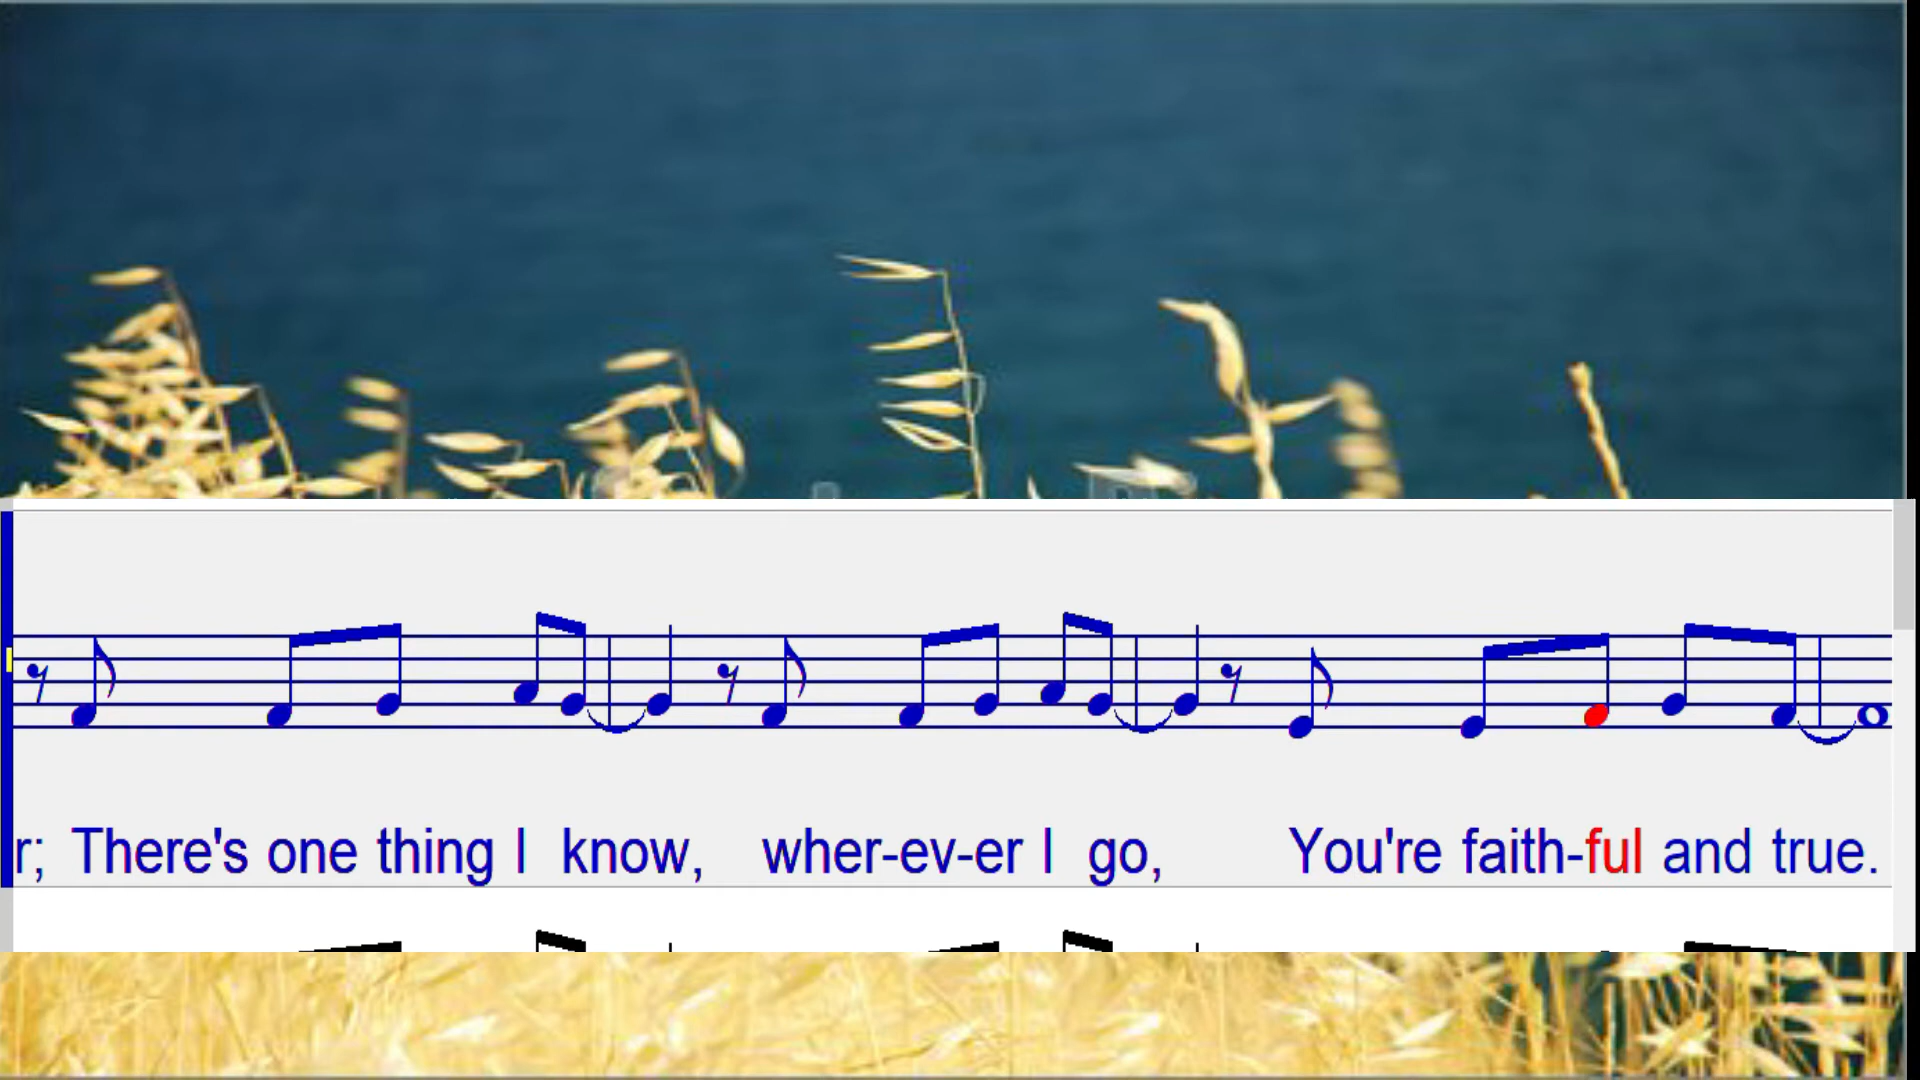 r; There's one thing I know, wher-ev-er I go, You're faith-ful and true.